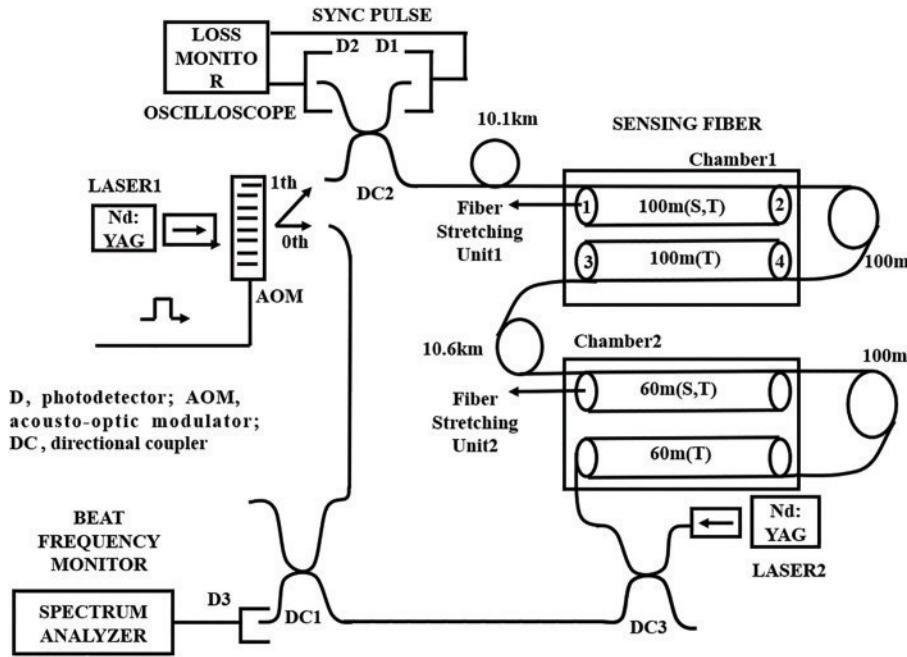 SYNC PULSE
LOSS
MONITO
R
D2 D1
OSCILLOSCOPE
10.1km
SENSING FIBER
Chamber1
LASER1
Nd:
YAG
1th
0th
AOM
DC2
Fiber
Stretching
Unit1
1
100m(S,T)
2
3
100m(T)
4
100m
10.6km
Chamber2
100m
Fiber
Stretching
Unit2
60m(S,T)
60m(T)
D, photodetector; AOM,
acousto-optic modulator;
DC, directional coupler
BEAT
FREQUENCY
MONITOR
Nd:
YAG
LASER2
SPECTRUM
ANALYZER
D3
DC1
DC3